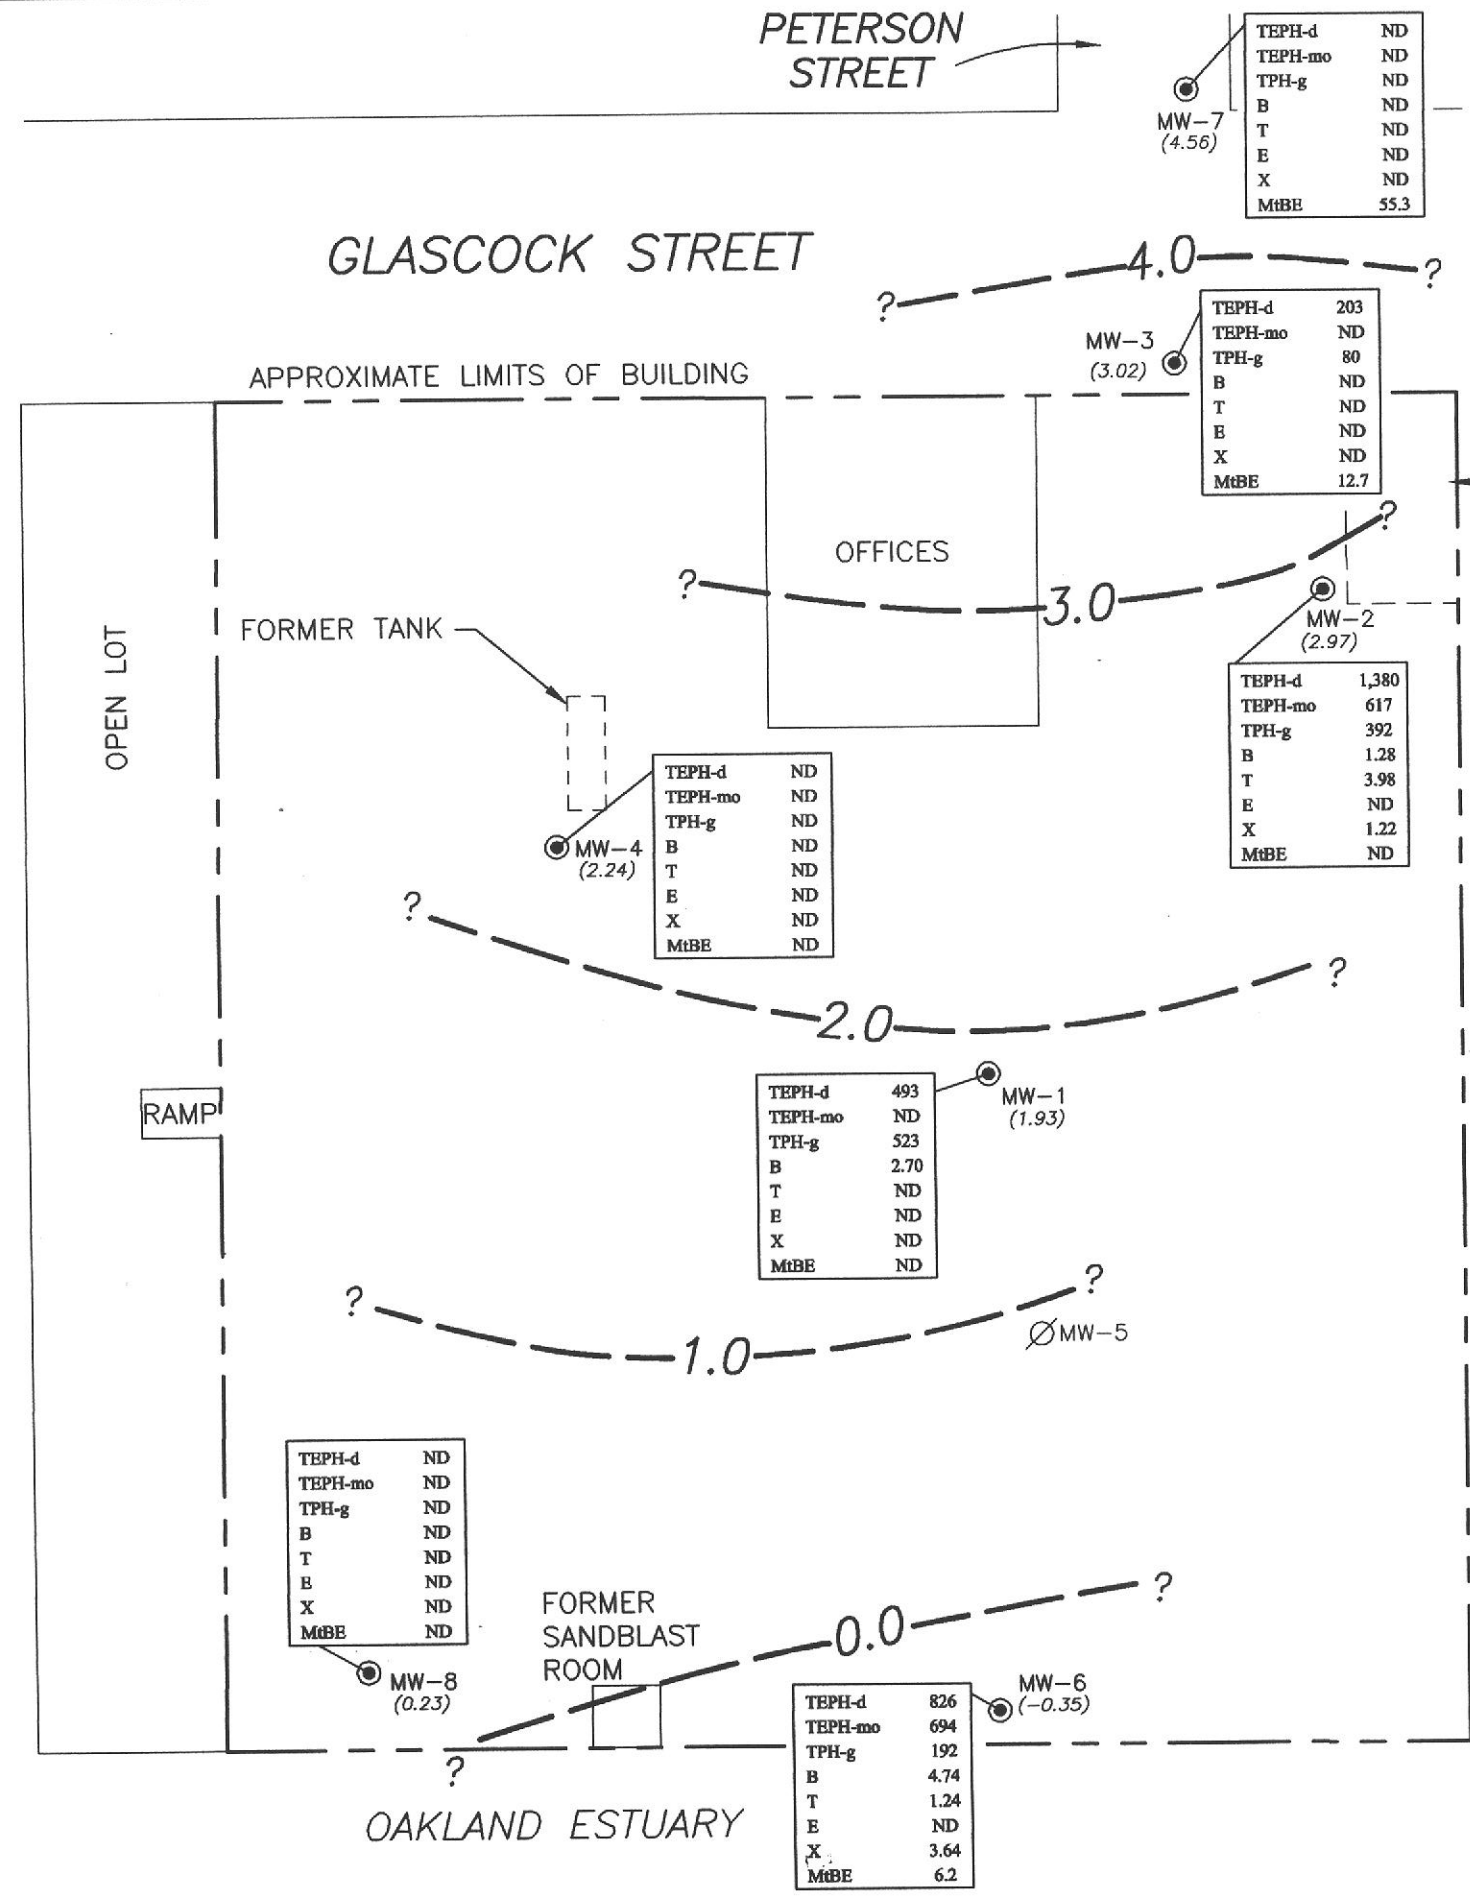 PETERSON
STREET
TEPH-d ND
TEPH-mo ND
TPH-g ND
B ND
T ND
E ND
X ND
MtBE 55.3
MW-7
(4.56)
GLASCOCK STREET
4.0
?
?
TEPH-d 203
TEPH-mo ND
TPH-g 80
B ND
T ND
E ND
X ND
MtBE 12.7
MW-3
(3.02)
APPROXIMATE LIMITS OF BUILDING
OFFICES
?
?
3.0
FORMER TANK
OPEN LOT
MW-2
(2.97)
TEPH-d 1,380
TEPH-mo 617
TPH-g 392
B 1.28
T 3.98
E ND
X 1.22
MtBE ND
TEPH-d ND
TEPH-mo ND
TPH-g ND
B ND
T ND
E ND
X ND
MtBE ND
MW-4
(2.24)
?
?
2.0
RAMP
TEPH-d 493
TEPH-mo ND
TPH-g 523
B 2.70
T ND
E ND
X ND
MtBE ND
MW-1
(1.93)
?
?
1.0
MW-5
TEPH-d ND
TEPH-mo ND
TPH-g ND
B ND
T ND
E ND
X ND
MtBE ND
MW-8
(0.23)
FORMER
SANDBLAST
ROOM
0.0
?
?
TEPH-d 826
TEPH-mo 694
TPH-g 192
B 4.74
T 1.24
E ND
X 3.64
MtBE 6.2
MW-6
(-0.35)
OAKLAND ESTUARY